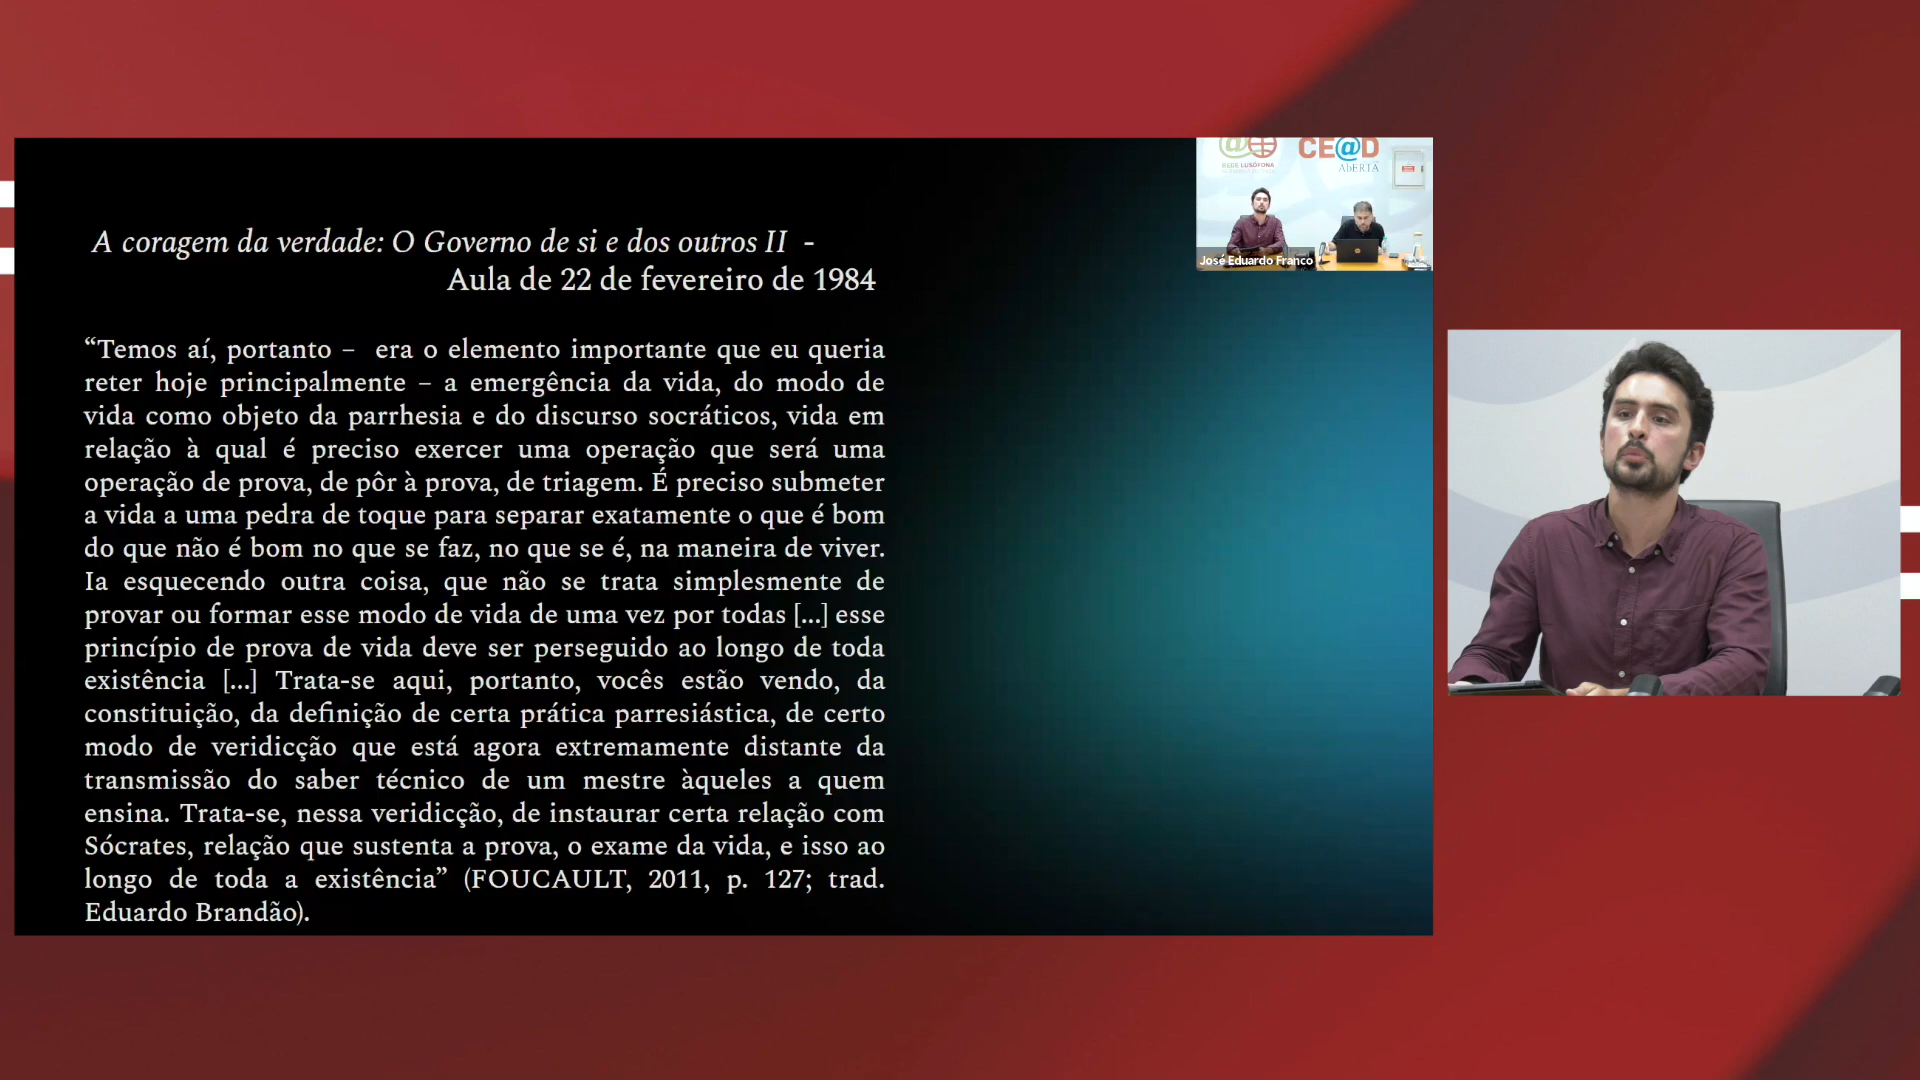 A coragem da verdade: O Governo de si e dos outros II -
Aula de 22 de fevereiro de 1984
“Temos aí, portanto – era o elemento importante que eu queria
reter hoje principalmente – a emergência da vida, do modo de
vida como objeto da parrhesia e do discurso socráticos, vida em
relação à qual é preciso exercer uma operação que será uma
operação de prova, de pôr à prova, de triagem. É preciso submeter
a vida a uma pedra de toque para separar exatamente o que é bom
do que não é bom no que se faz, no que se é, na maneira de viver.
Ia esquecendo outra coisa, que não se trata simplesmente de
provar ou formar esse modo de vida de uma vez por todas [...] esse
princípio de prova de vida deve ser perseguido ao longo de toda
existência [...] Trata-se aqui, portanto, vocês estão vendo, da
constituição, da definição de certa prática parresiástica, de certo
modo de veridicção que está agora extremamente distante da
transmissão do saber técnico de um mestre àqueles a quem
ensina. Trata-se, nessa veridicção, de instaurar certa relação com
Sócrates, relação que sustenta a prova, o exame da vida, e isso ao
longo de toda a existência” (FOUCAULT, 2011, p. 127; trad.
Eduardo Brandão).
CE@D
AbERTA
José Eduardo Franco